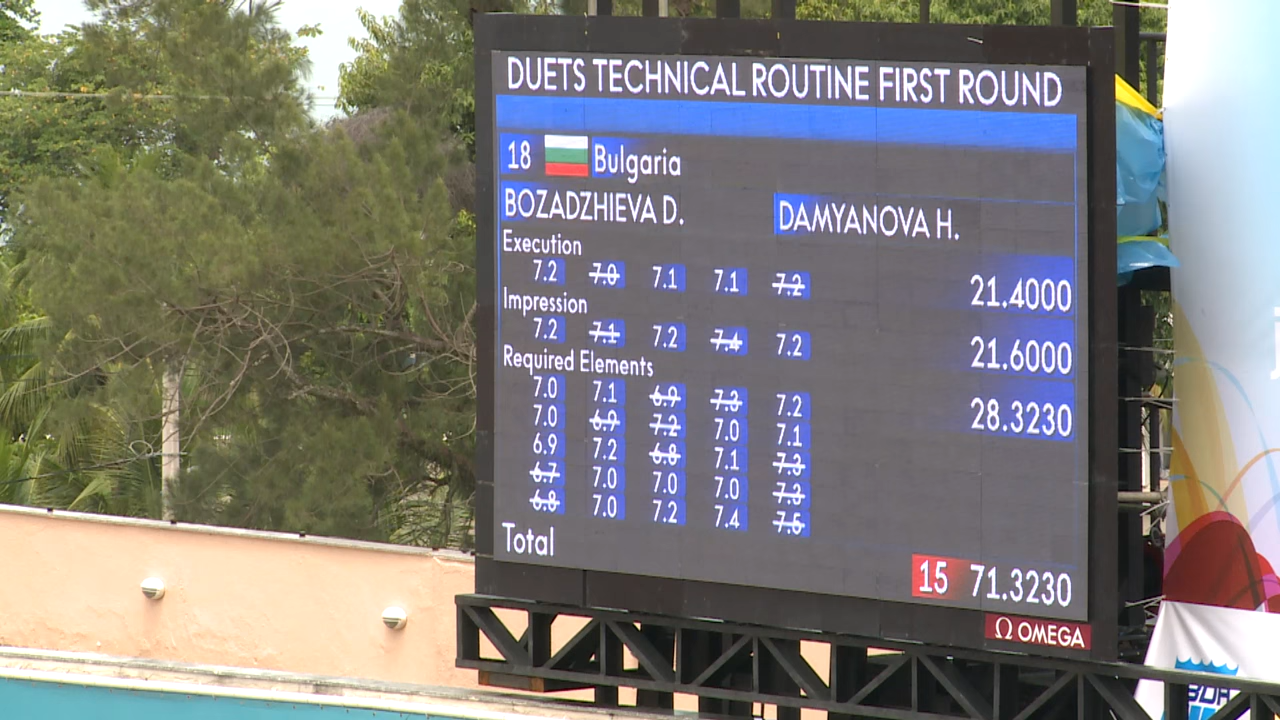 DUETS TECHNICAL ROUTINE FIRST ROUND
18 Bulgaria
BOZADZHIEVA D. DAMYANOVA H.
Execution
7.2 7.0 7.1 7.1 7.2 21.4000
Impression
7.2 7.1 7.2 7.4 7.2 21.6000
Required Elements
7.0 7.1 6.9 7.3 7.2 28.3230
7.0 6.9 7.2 7.0 7.1
6.9 7.2 6.8 7.1 7.3
6.7 7.0 7.0 7.0 7.3
6.8 7.0 7.2 7.4 7.5
Total
15 71.3230
Ω OMEGA